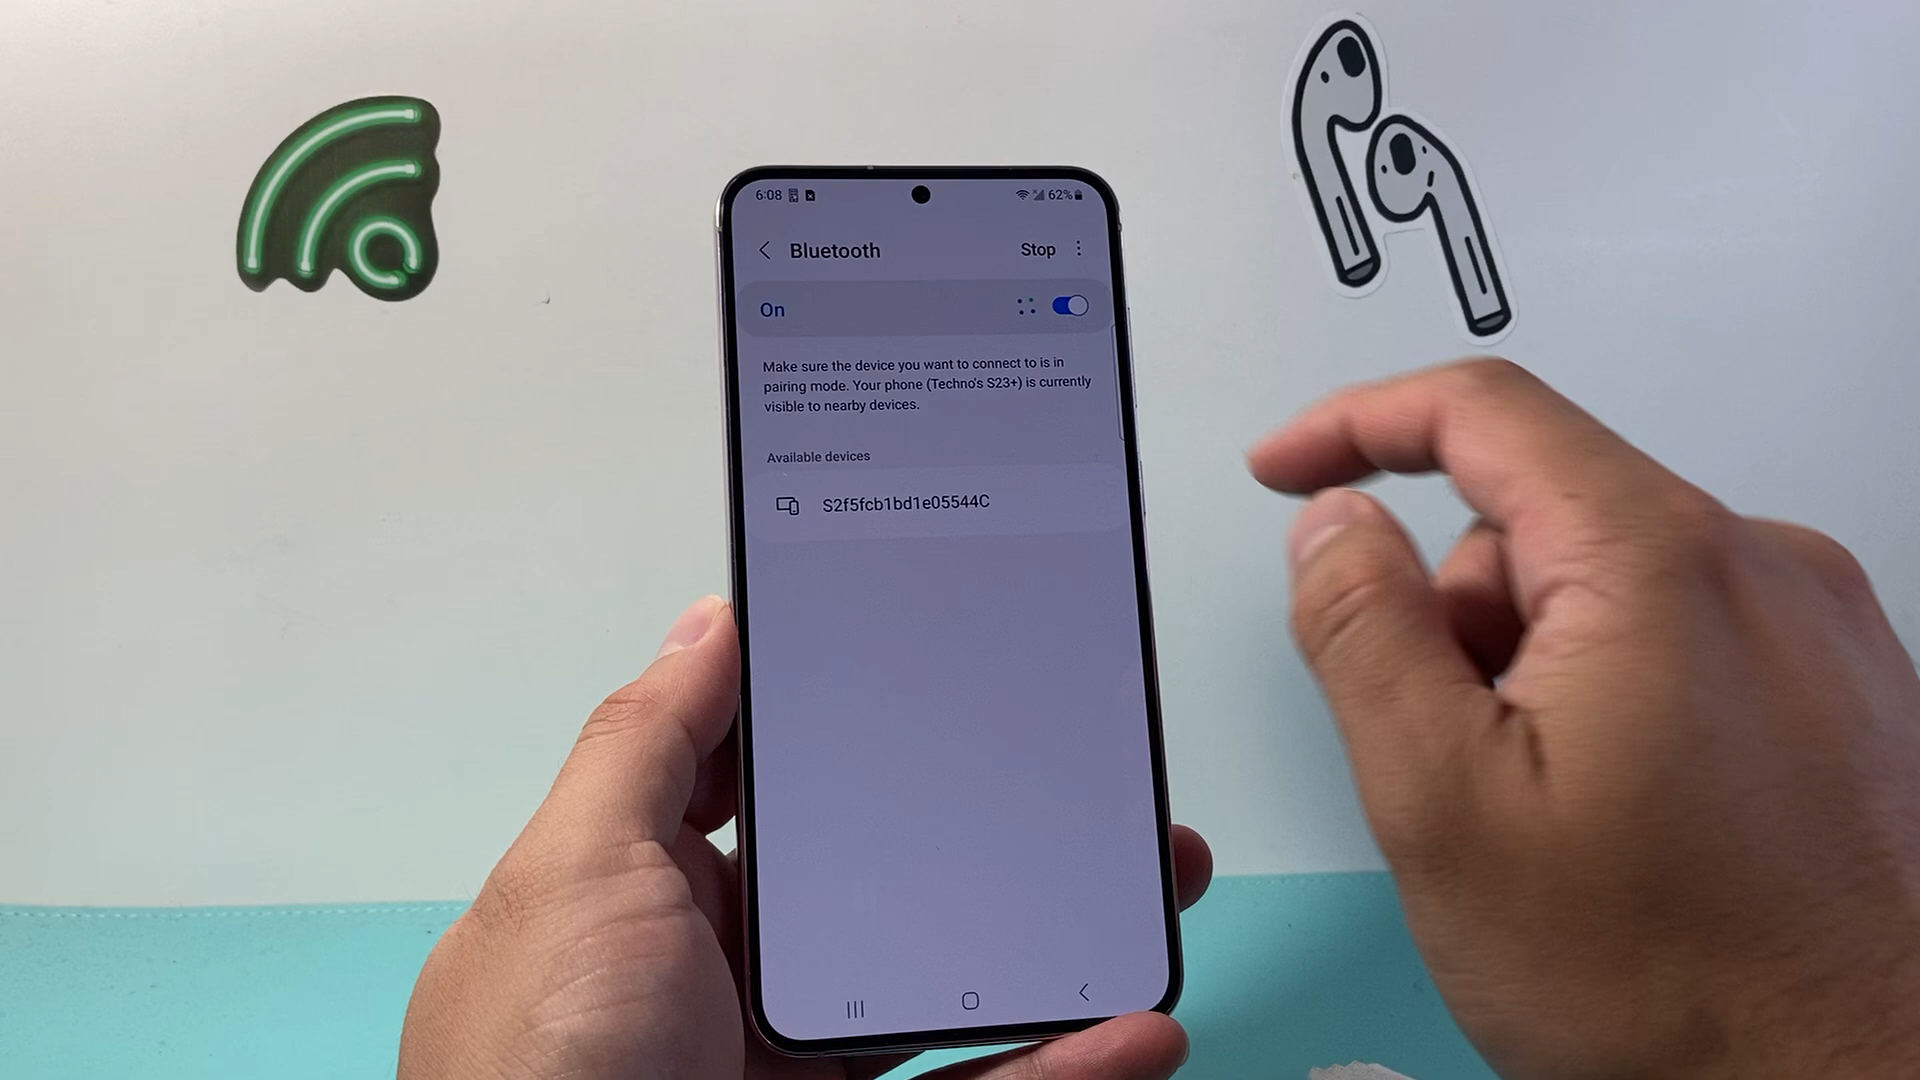 6:08
62%
Bluetooth
Stop
On
Make sure the device you want to connect to is in
pairing mode. Your phone (Techno's S23+) is currently
visible to nearby devices.
Available devices
S2f5fcb1bd1e05544C